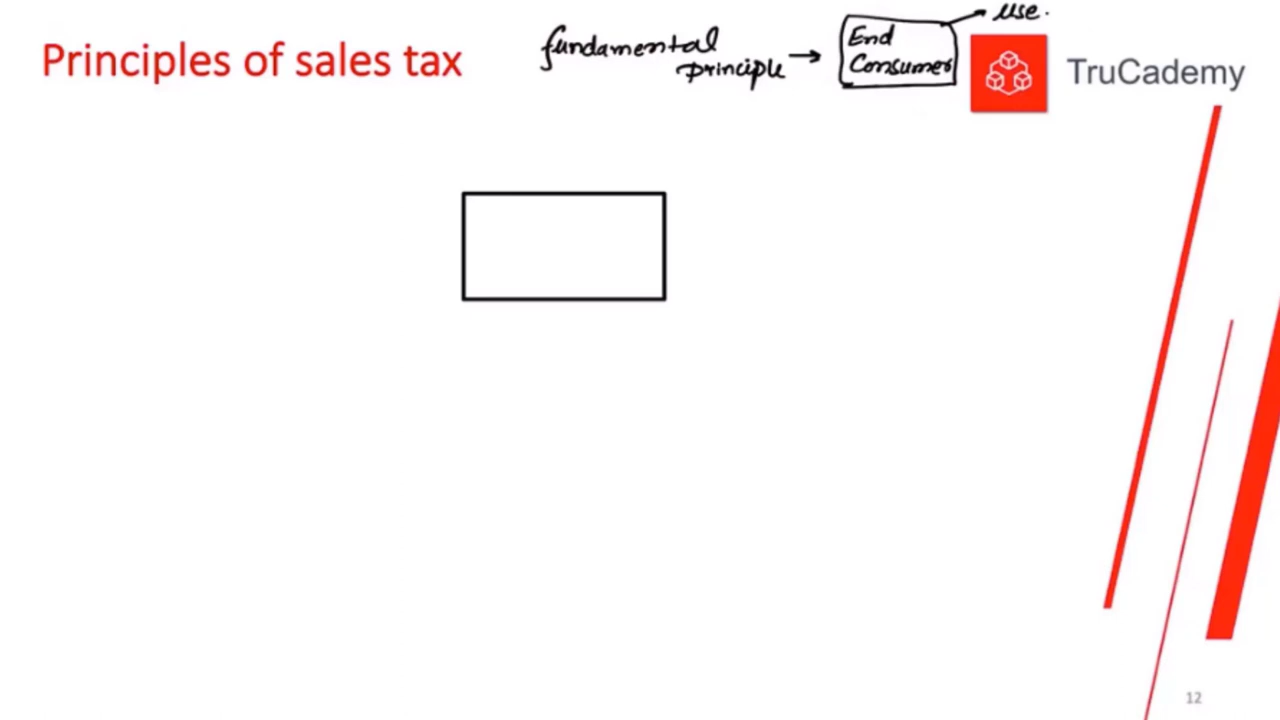 Principles of sales tax
fundamental
principle →
End
Consumer
use.
TruCademy
12